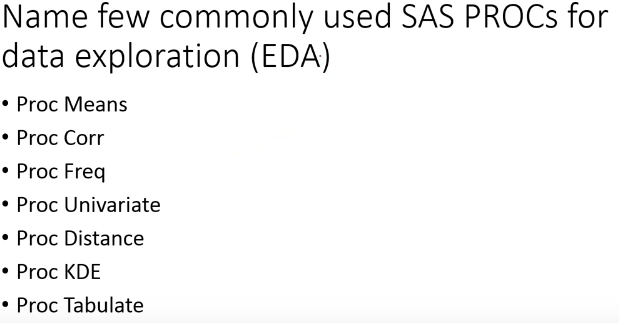 Name few commonly used SAS PROCs for
data exploration (EDA)
• Proc Means
• Proc Corr
• Proc Freq
• Proc Univariate
• Proc Distance
• Proc KDE
• Proc Tabulate